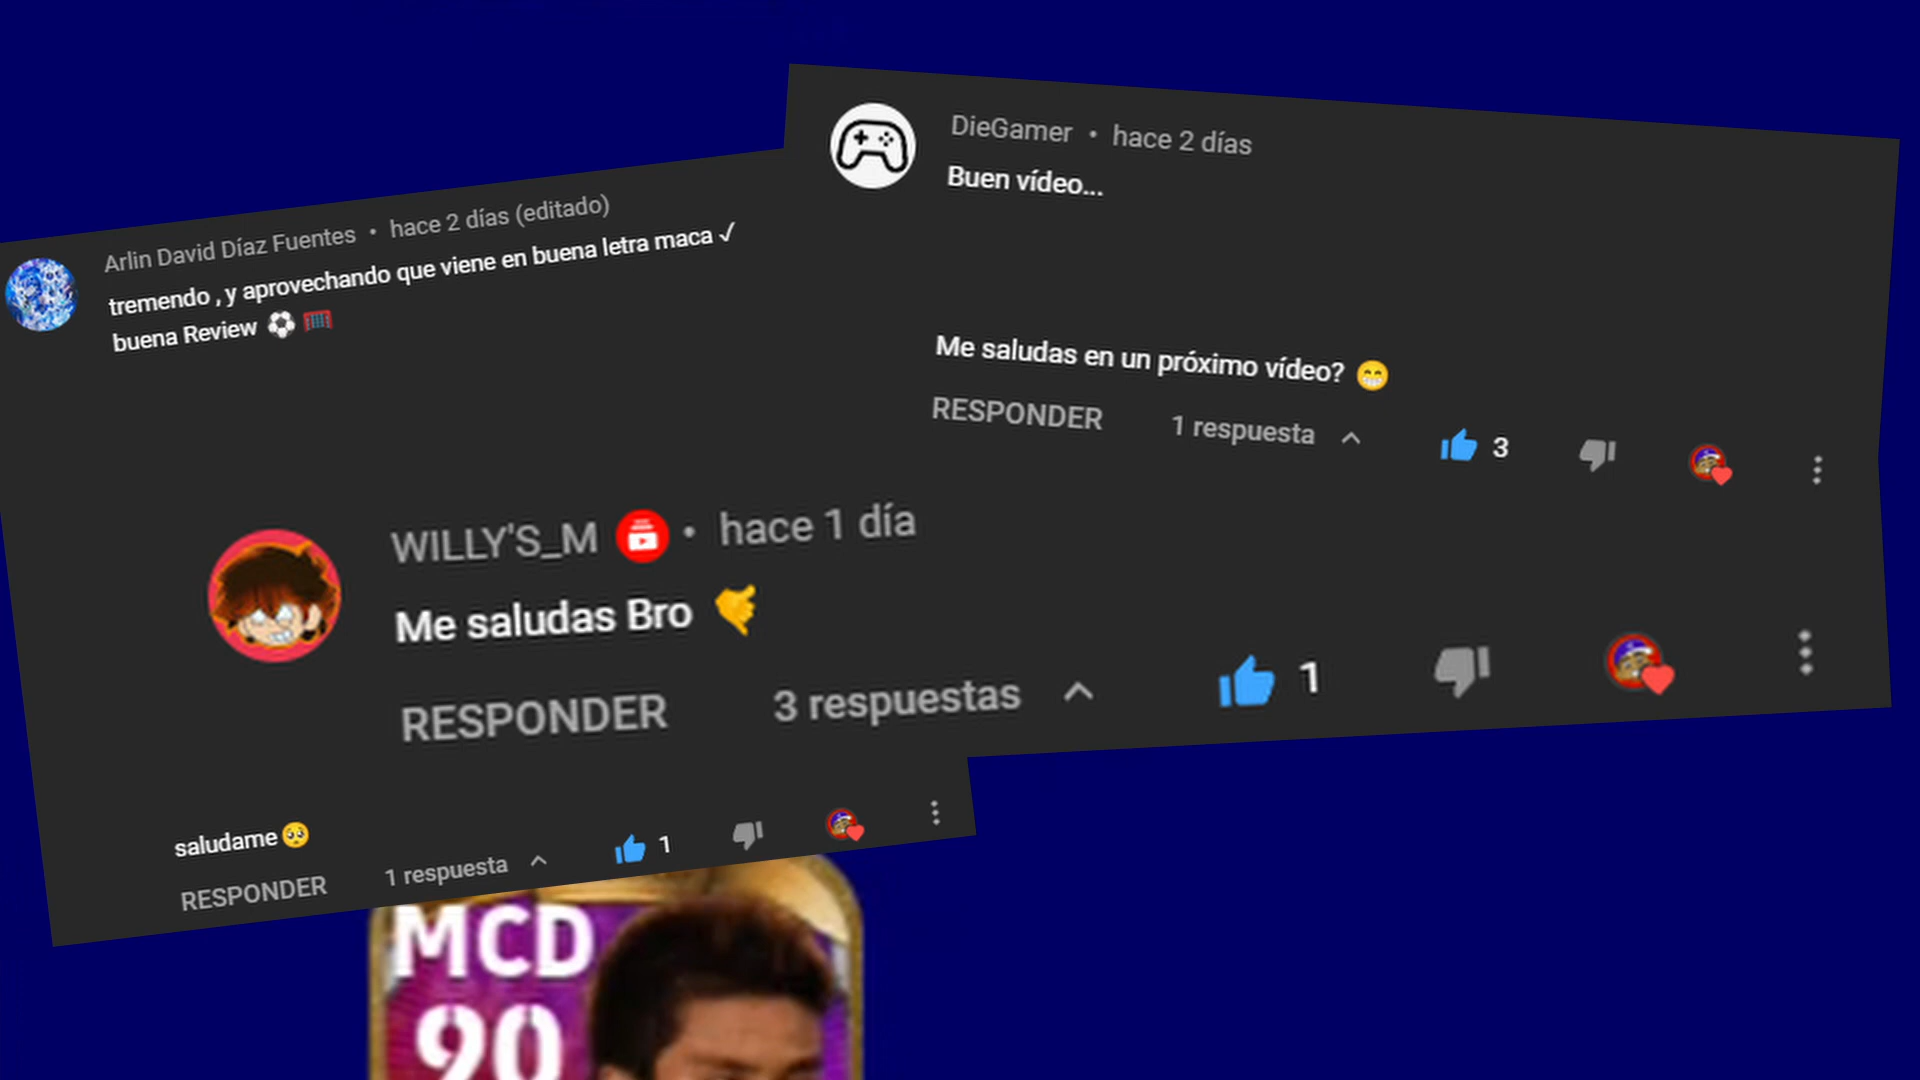 Arlin David Díaz Fuentes • hace 2 días (editado)
tremendo , y aprovechando que viene en buena letra maca ✓
buena Review ⚽ 🥅
saludame 🥺
RESPONDER 1 respuesta 1
DieGamer • hace 2 días
Buen vídeo...
Me saludas en un próximo vídeo? 😁
RESPONDER 1 respuesta 3
WILLY'S_M • hace 1 día
Me saludas Bro 🤙
RESPONDER 3 respuestas 1
MCD
90